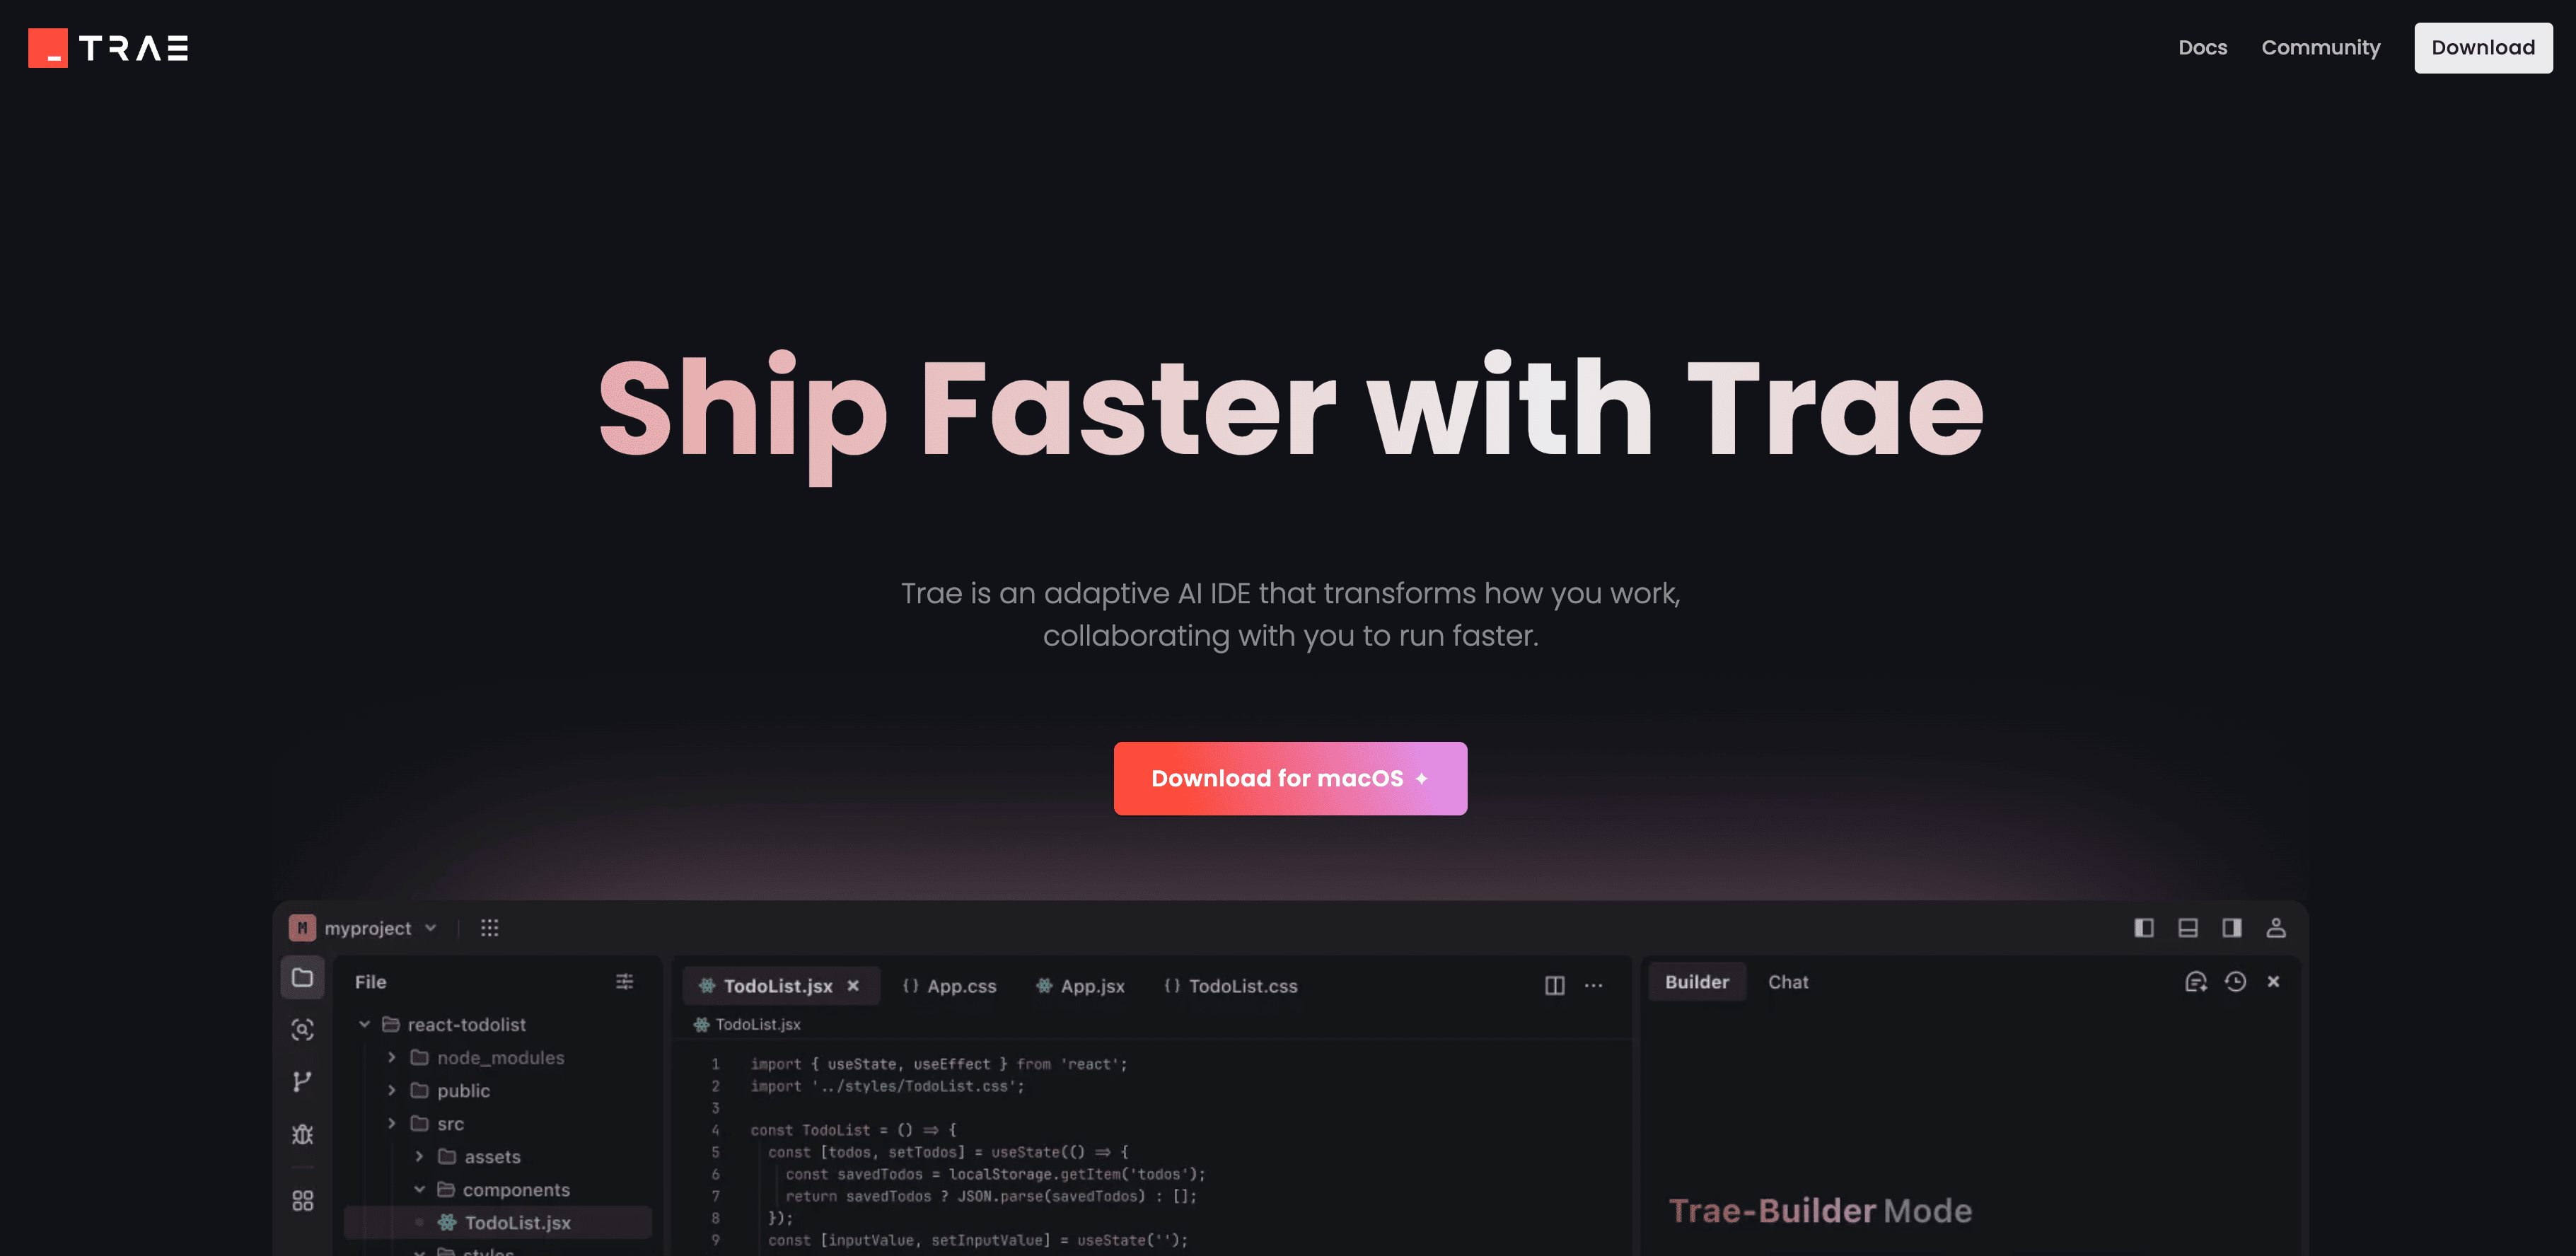 TRAE
Docs Community Download
Ship Faster with Trae
Trae is an adaptive AI IDE that transforms how you work,
collaborating with you to run faster.
Download for macOS
M myproject
File
react-todolist
node_modules
public
src
assets
components
TodoList.jsx
styles
TodoList.jsx App.css App.jsx TodoList.css
TodoList.jsx
1 import { useState, useEffect } from 'react';
2 import '../styles/TodoList.css';
3
4 const TodoList = () => {
5 const [todos, setTodos] = useState(() => {
6 const savedTodos = localStorage.getItem('todos');
7 return savedTodos ? JSON.parse(savedTodos) : [];
8 });
9 const [inputValue, setInputValue] = useState('');
Builder Chat
Trae-Builder Mode